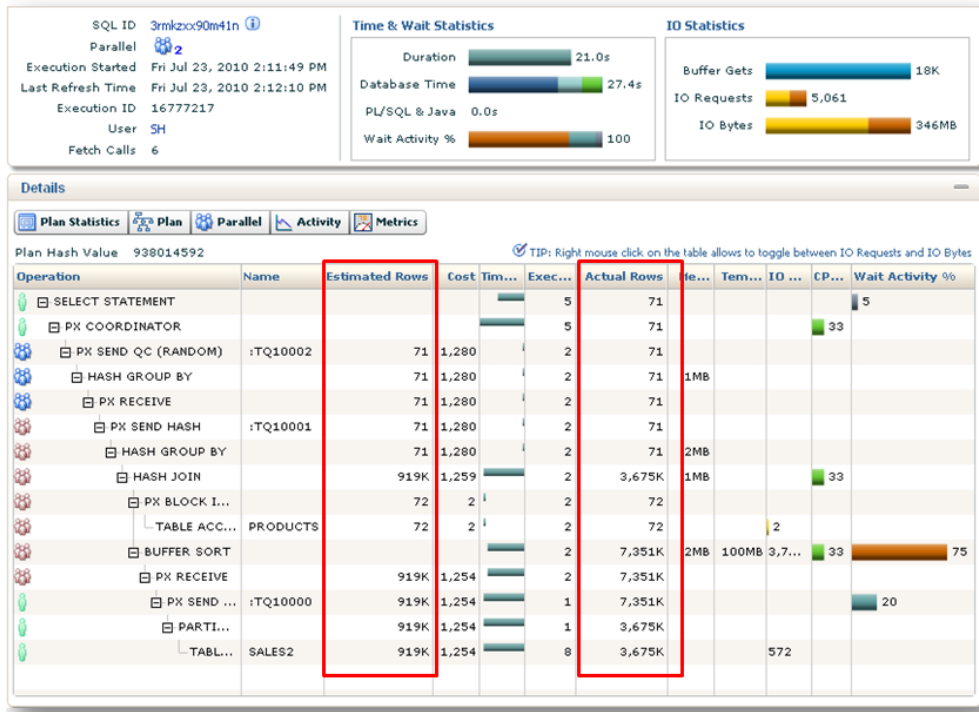 SQL ID 3rmkzxx90m41n
Parallel 2
Execution Started Fri Jul 23, 2010 2:11:49 PM
Last Refresh Time Fri Jul 23, 2010 2:12:10 PM
Execution ID 16777217
User SH
Fetch Calls 6
Time & Wait Statistics
Duration 21.0s
Database Time 27.4s
PL/SQL & Java 0.0s
Wait Activity % 100
IO Statistics
Buffer Gets 18K
IO Requests 5,061
IO Bytes 346MB
Details
Plan Statistics Plan Parallel Activity Metrics
Plan Hash Value 938014592
TIP: Right mouse click on the table allows to toggle between IO Requests and IO Bytes
Operation Name Estimated Rows Cost Tim... Exec... Actual Rows Me... Tem... IO ... CP... Wait Activity %
SELECT STATEMENT 5 71 5
PX COORDINATOR 5 71 33
PX SEND QC (RANDOM) :TQ10002 71 1,280 2 71
HASH GROUP BY 71 1,280 2 71 1MB
PX RECEIVE 71 1,280 2 71
PX SEND HASH :TQ10001 71 1,280 2 71
HASH GROUP BY 71 1,280 2 71 2MB
HASH JOIN 919K 1,259 2 3,675K 1MB 33
PX BLOCK I... 72 2 2 72
TABLE ACC... PRODUCTS 72 2 2 72 2
BUFFER SORT 2 7,351K 2MB 100MB 3,7... 33 75
PX RECEIVE 919K 1,254 2 7,351K
PX SEND ... :TQ10000 919K 1,254 1 7,351K 20
PARTI... 919K 1,254 1 3,675K
TABL... SALES2 919K 1,254 8 3,675K 572